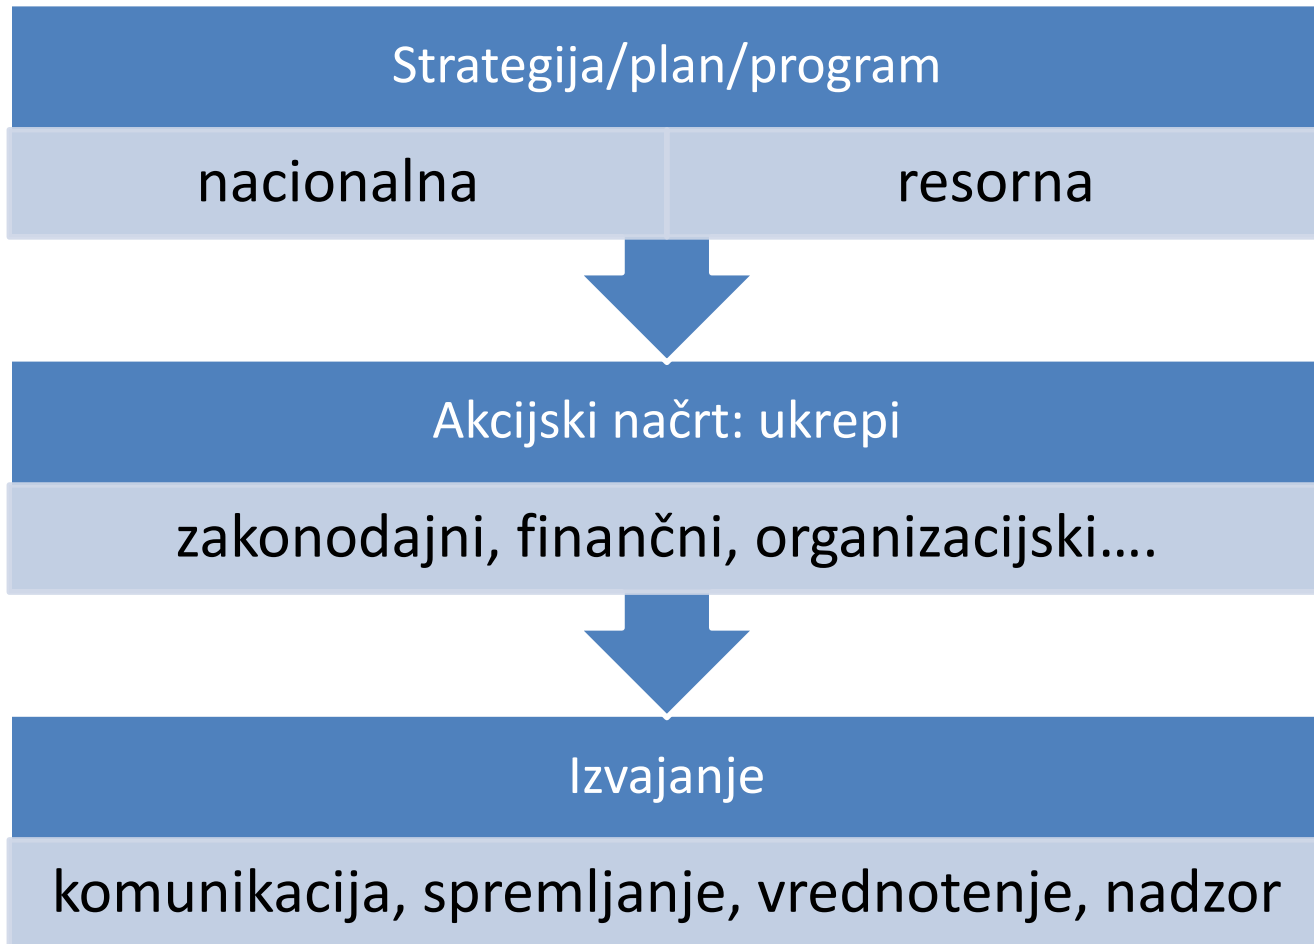 Strategija/plan/program
nacionalna
resorna
Akcijski načrt: ukrepi
zakonodajni, finančni, organizacijski....
Izvajanje
komunikacija, spremljanje, vrednotenje, nadzor